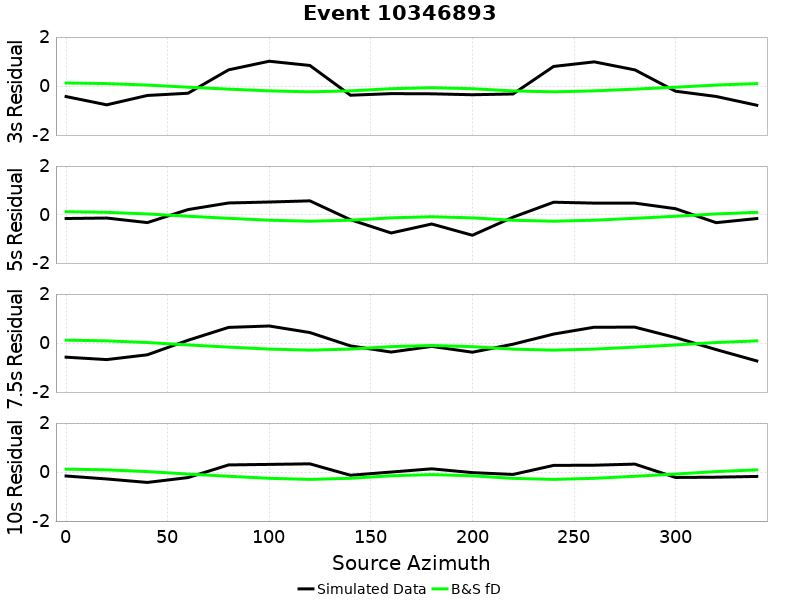 Event 10346893
3s Residual
2
0
-2
5s Residual
2
0
-2
7.5s Residual
2
0
-2
10s Residual
2
0
-2
0 50 100 150 200 250 300
Source Azimuth
Simulated Data B&S fD